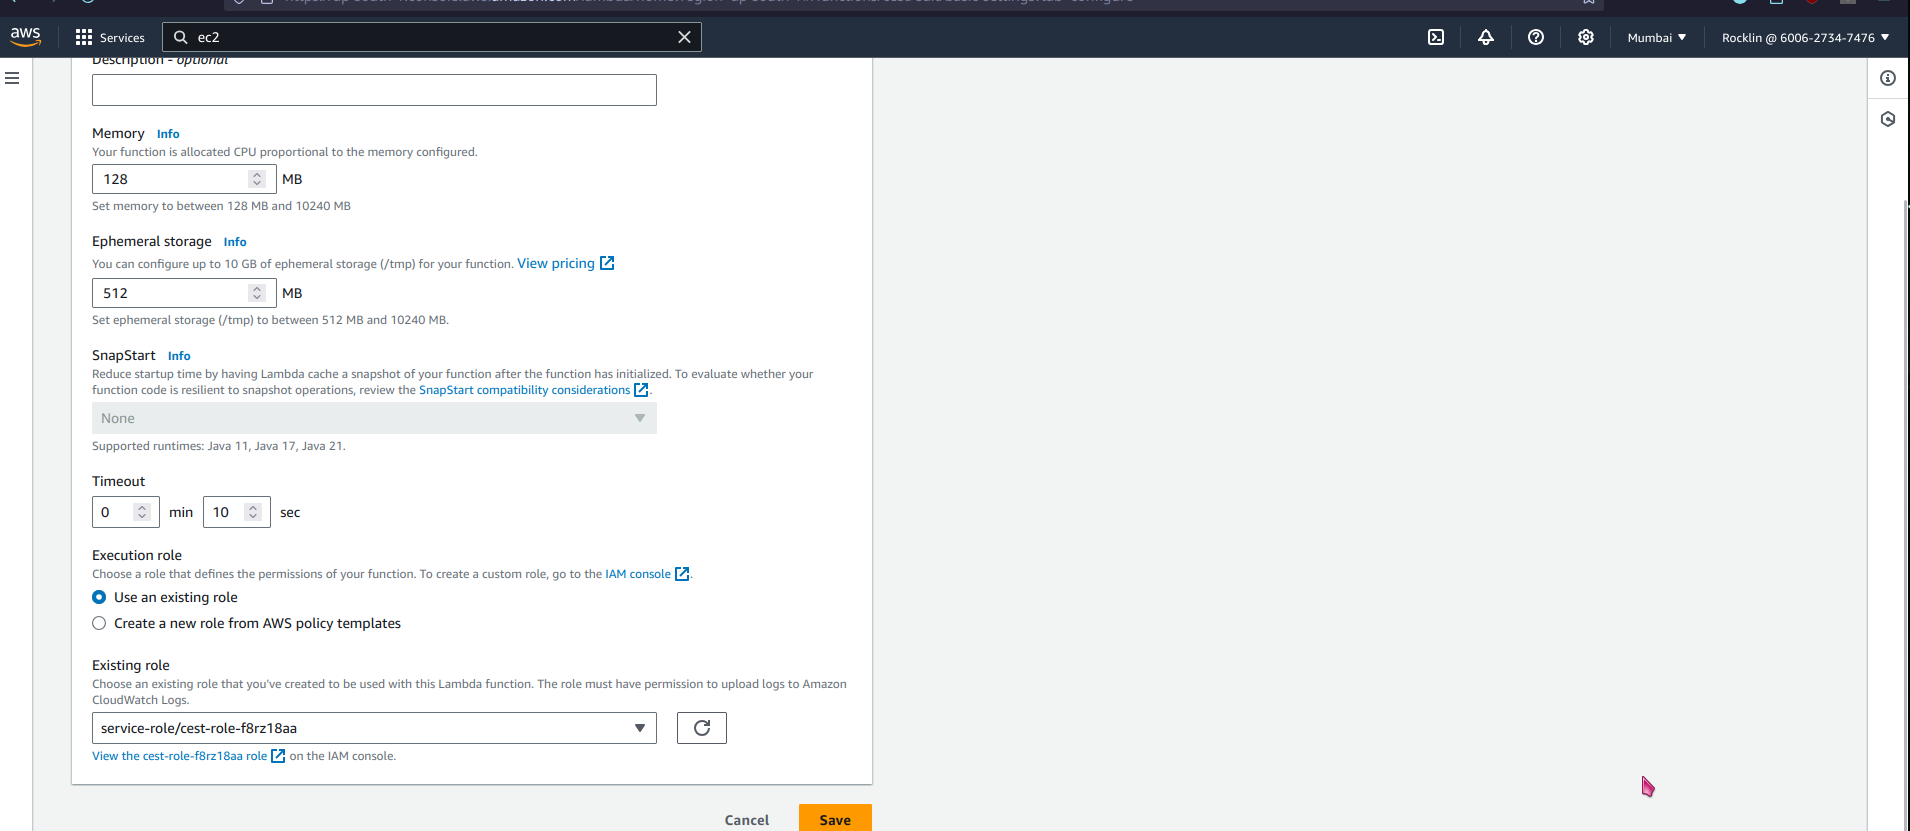 aws
Services
ec2
Mumbai
Rocklin @ 6006-2734-7476
Description - optional
Memory Info
Your function is allocated CPU proportional to the memory configured.
128 MB
Set memory to between 128 MB and 10240 MB
Ephemeral storage Info
You can configure up to 10 GB of ephemeral storage (/tmp) for your function. View pricing
512 MB
Set ephemeral storage (/tmp) to between 512 MB and 10240 MB.
SnapStart Info
Reduce startup time by having Lambda cache a snapshot of your function after the function has initialized. To evaluate whether your
function code is resilient to snapshot operations, review the SnapStart compatibility considerations.
None
Supported runtimes: Java 11, Java 17, Java 21.
Timeout
0 min 10 sec
Execution role
Choose a role that defines the permissions of your function. To create a custom role, go to the IAM console.
Use an existing role
Create a new role from AWS policy templates
Existing role
Choose an existing role that you've created to be used with this Lambda function. The role must have permission to upload logs to Amazon
CloudWatch Logs.
service-role/cest-role-f8rz18aa
View the cest-role-f8rz18aa role on the IAM console.
Cancel Save